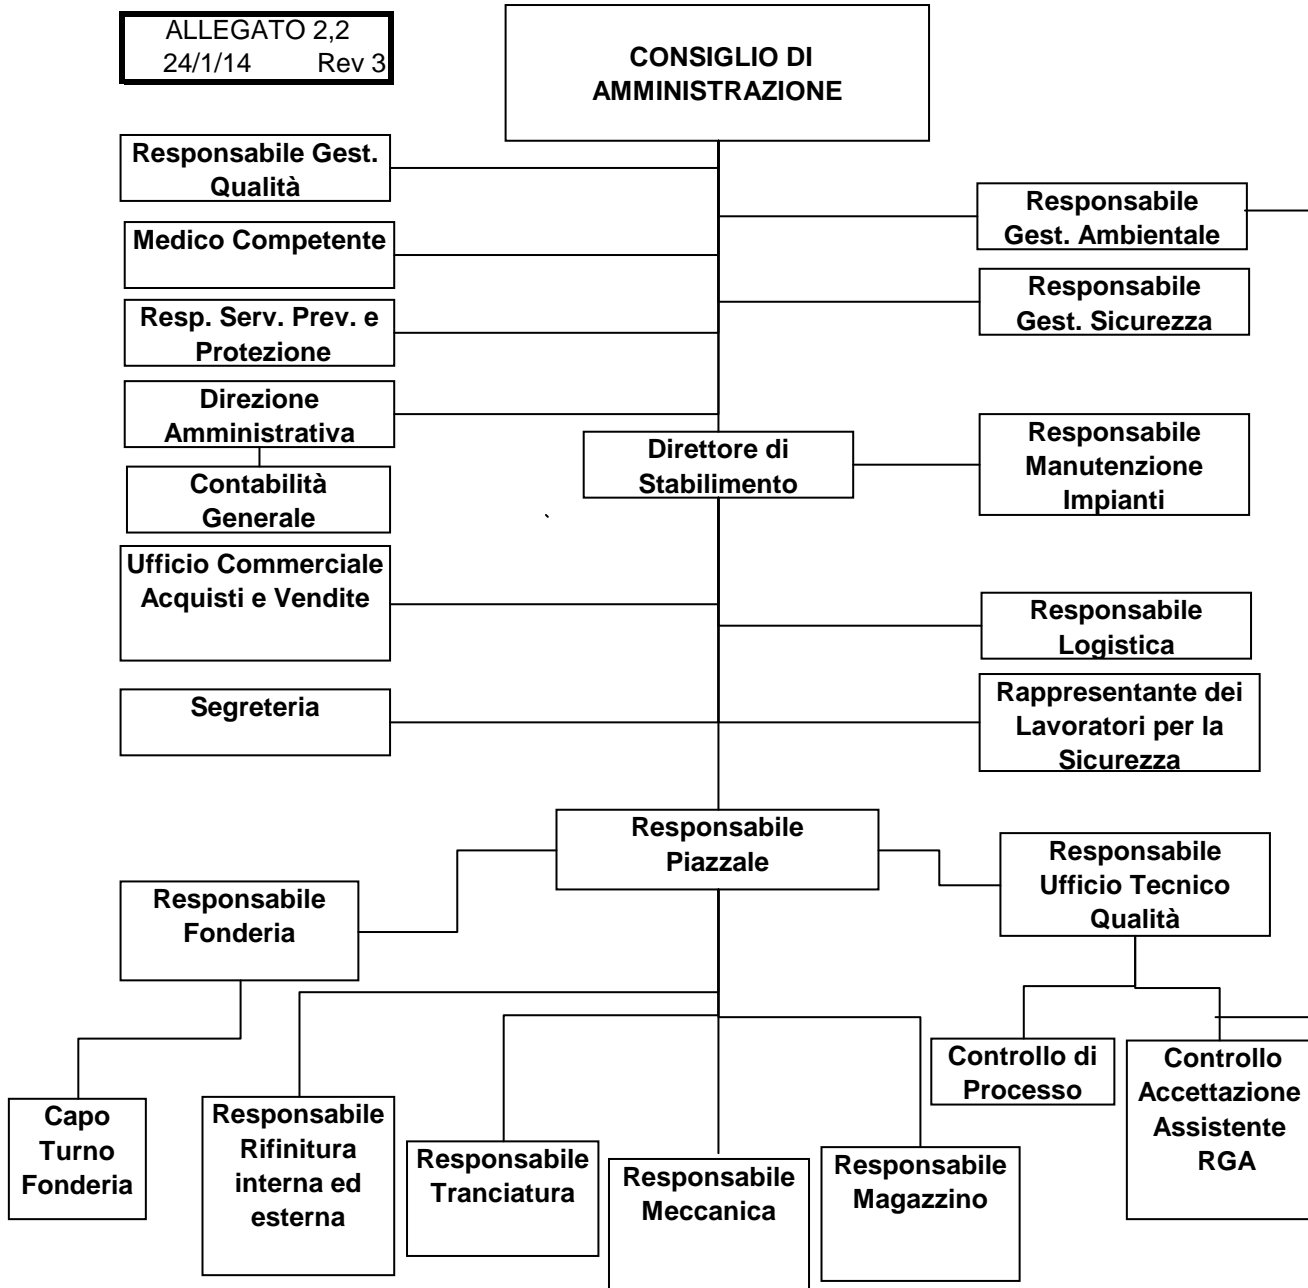 ALLEGATO 2,2
24/1/14 Rev 3
CONSIGLIO DI
AMMINISTRAZIONE
Responsabile Gest.
Qualità
Responsabile
Gest. Ambientale
Medico Competente
Responsabile
Gest. Sicurezza
Resp. Serv. Prev. e
Protezione
Direzione
Amministrativa
Direttore di
Stabilimento
Responsabile
Manutenzione
Impianti
Contabilità
Generale
Ufficio Commerciale
Acquisti e Vendite
Responsabile
Logistica
Segreteria
Rappresentante dei
Lavoratori per la
Sicurezza
Responsabile
Piazzale
Responsabile
Ufficio Tecnico
Qualità
Responsabile
Fonderia
Controllo di
Processo
Controllo
Accettazione
Assistente
RGA
Capo
Turno
Fonderia
Responsabile
Rifinitura
interna ed
esterna
Responsabile
Tranciatura
Responsabile
Meccanica
Responsabile
Magazzino